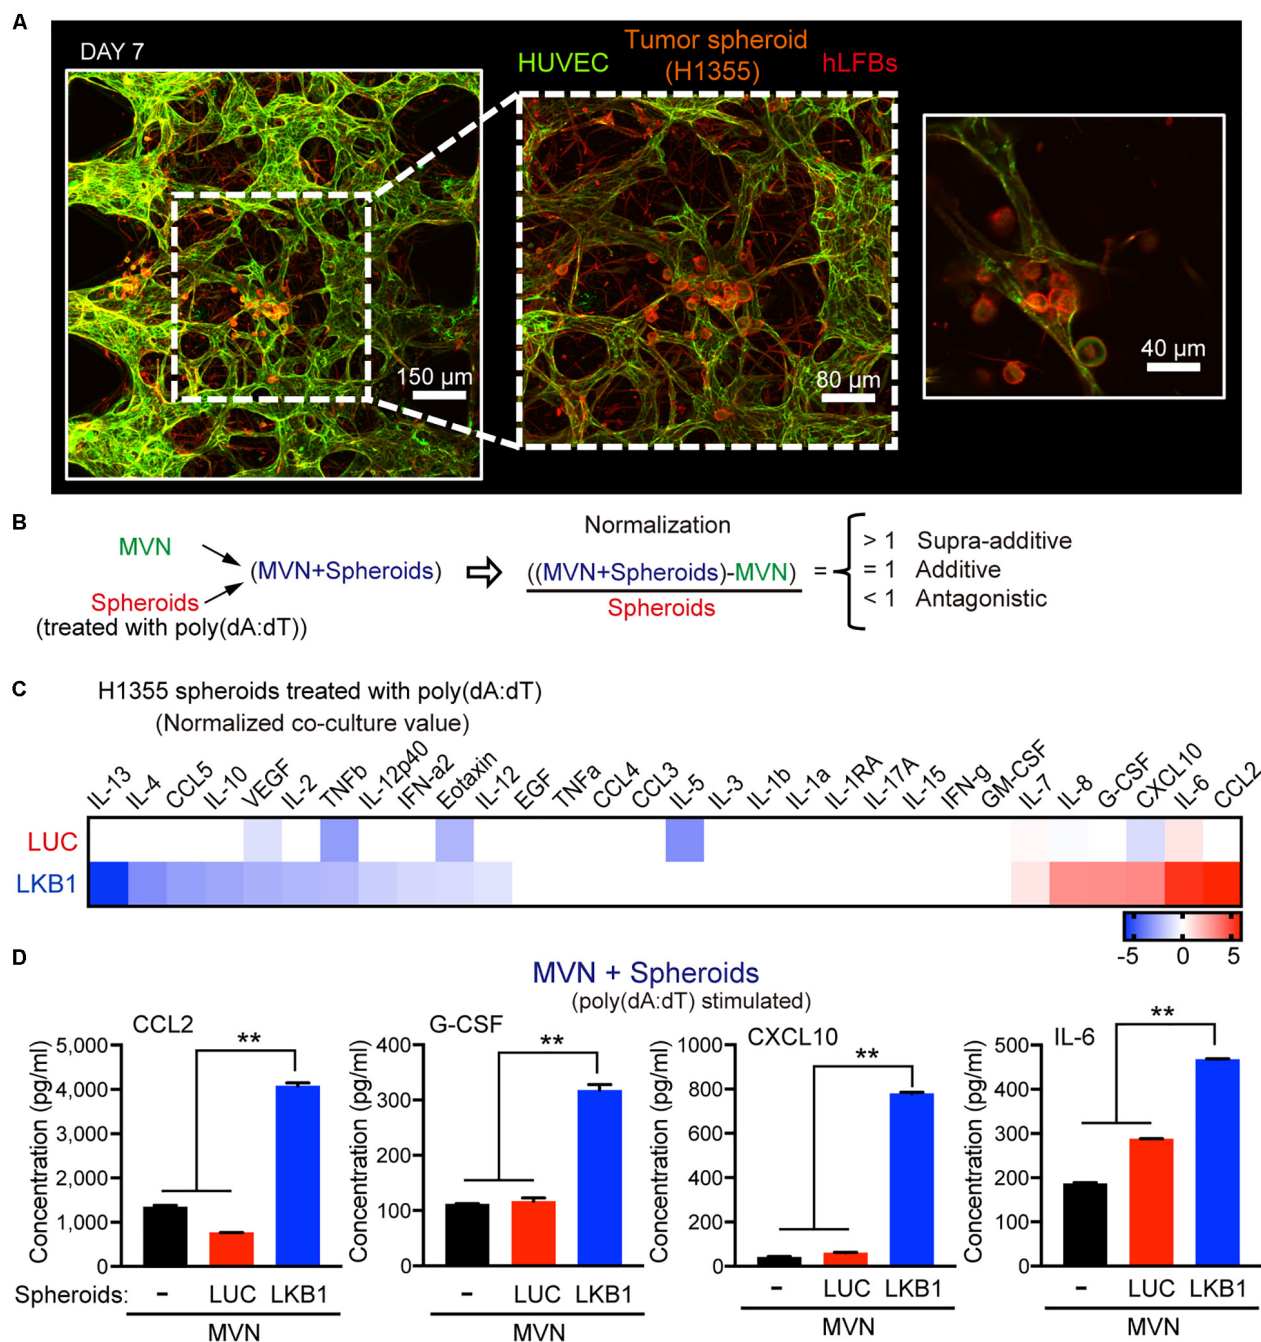 A
DAY 7
HUVEC
Tumor spheroid
(H1355)
hLFBs
150 µm
80 µm
40 µm
B
MVN
Spheroids
(treated with poly(dA:dT))
(MVN+Spheroids)
Normalization
((MVN+Spheroids)-MVN)
Spheroids
=
> 1 Supra-additive
= 1 Additive
< 1 Antagonistic
C
H1355 spheroids treated with poly(dA:dT)
(Normalized co-culture value)
IL-13 IL-4 CCL5 IL-10 VEGF IL-2 TNFb IL-12p40 IFN-a2 Eotaxin IL-12 EGF TNFa CCL4 CCL3 IL-5 IL-3 IL-1b IL-1a IL-1RA IL-17A IL-15 IFN-g GM-CSF IL-7 IL-8 G-CSF CXCL10 IL-6 CCL2
LUC
LKB1
-5 0 5
D
MVN + Spheroids
(poly(dA:dT) stimulated)
CCL2
**
Concentration (pg/ml)
5,000
4,000
3,000
2,000
1,000
0
Spheroids: - LUC LKB1
MVN
G-CSF
**
Concentration (pg/ml)
400
300
200
100
0
- LUC LKB1
MVN
CXCL10
**
Concentration (pg/ml)
1000
800
600
400
200
0
- LUC LKB1
MVN
IL-6
**
Concentration (pg/ml)
500
400
300
200
100
0
- LUC LKB1
MVN